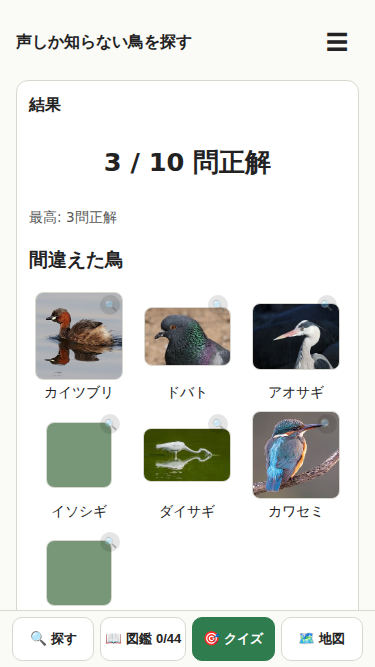 声しか知らない鳥を探す
結果
3 / 10 問正解
最高: 3問正解
間違えた鳥
カイツブリ
ドバト
アオサギ
イソシギ
ダイサギ
カワセミ
探す
図鑑 0/44
クイズ
地図